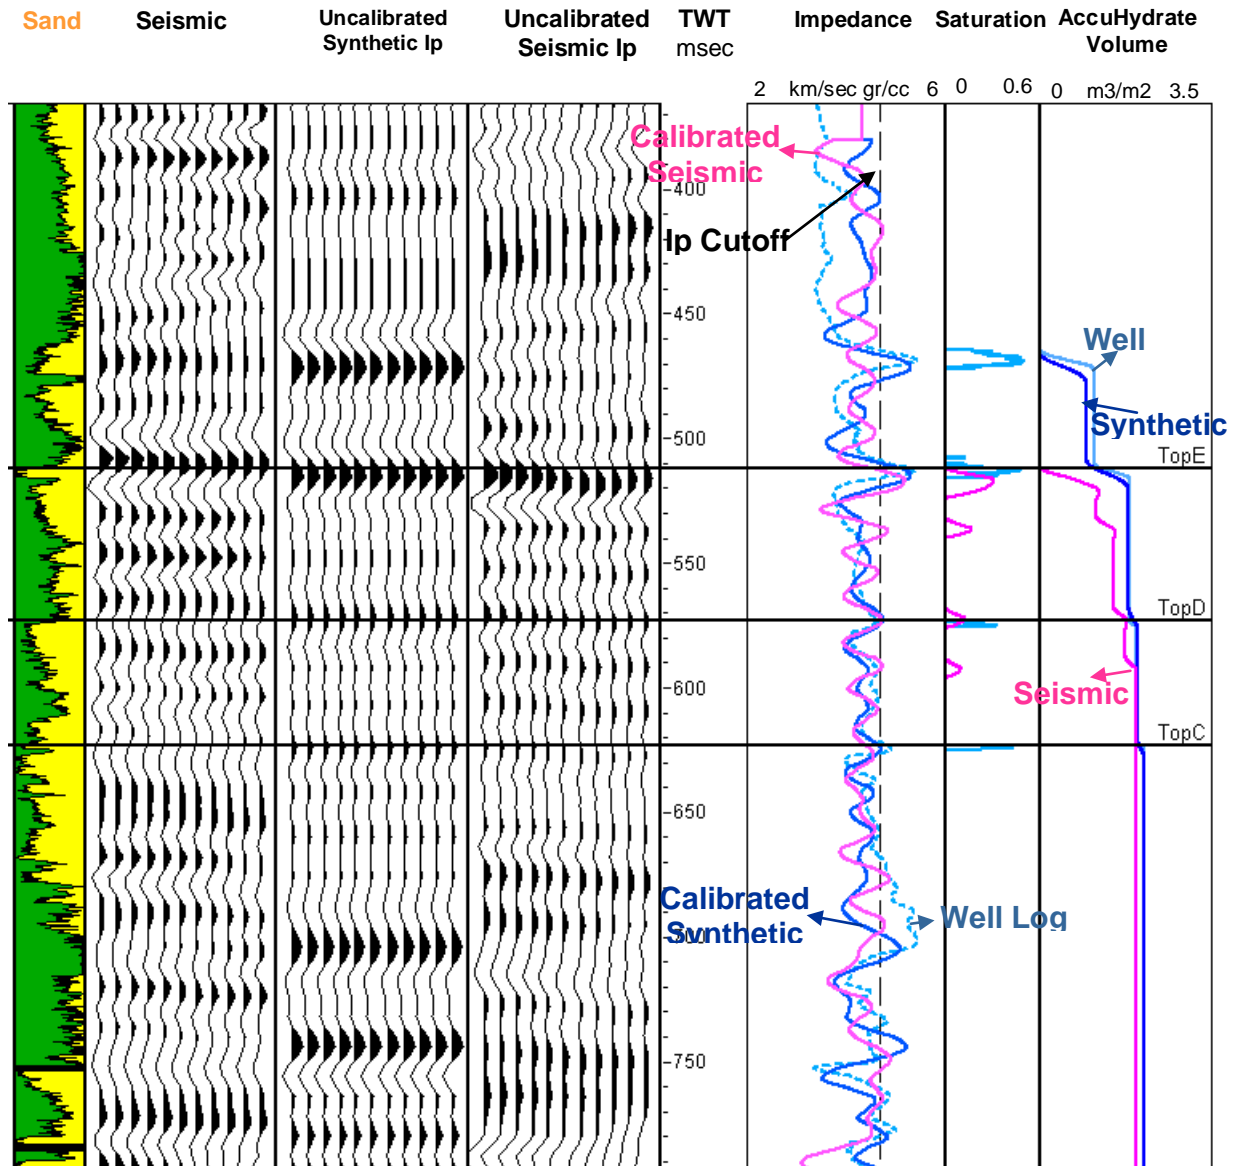 Sand
Seismic
Uncalibrated
Synthetic Ip
Uncalibrated
Seismic Ip
TWT
msec
Impedance
Saturation
AccuHydrate
Volume
2 km/sec gr/cc 6
0 0.6
0 m3/m2 3.5
Calibrated
Seismic
400
Ip Cutoff
450
Well
Synthetic
500
TopE
550
TopD
600
Seismic
TopC
650
Calibrated
Synthetic
Well Log
700
750